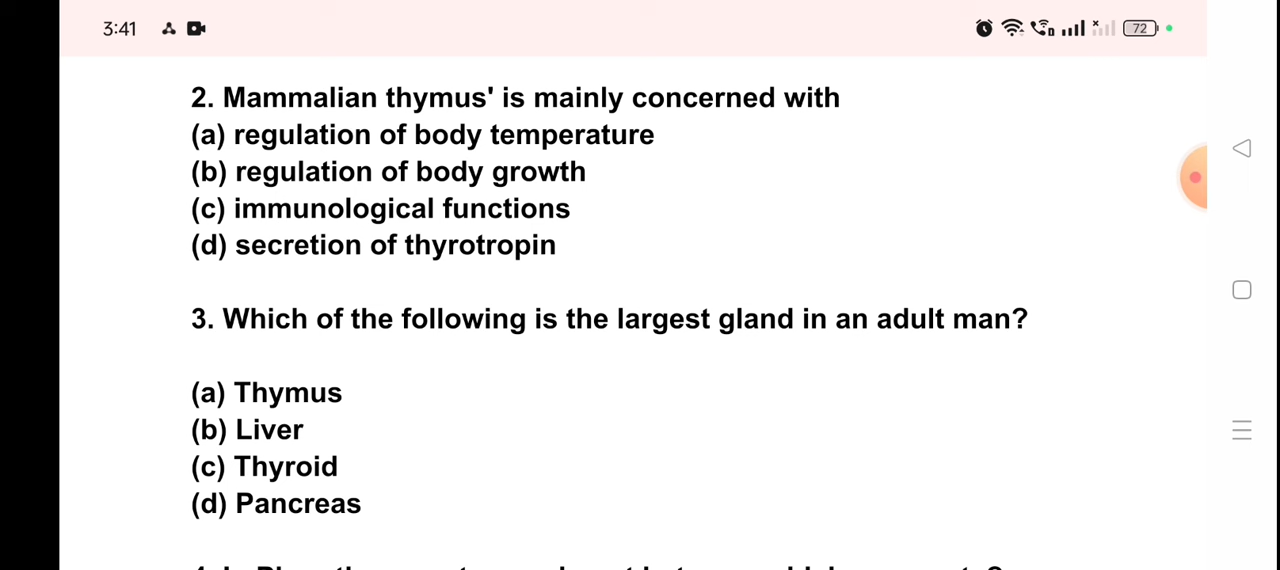 3:41
72
2. Mammalian thymus' is mainly concerned with
(a) regulation of body temperature
(b) regulation of body growth
(c) immunological functions
(d) secretion of thyrotropin
3. Which of the following is the largest gland in an adult man?
(a) Thymus
(b) Liver
(c) Thyroid
(d) Pancreas